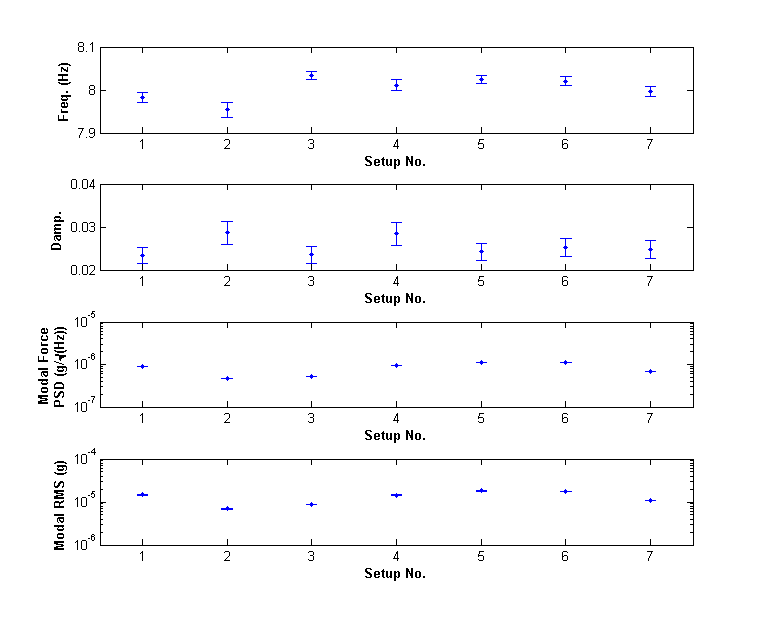 8.1
8
7.9
Freq. (Hz)
1 2 3 4 5 6 7
Setup No.
0.04
0.03
0.02
Damp.
1 2 3 4 5 6 7
Setup No.
10^-5
10^-6
10^-7
Modal Force
PSD (g/√(Hz))
1 2 3 4 5 6 7
Setup No.
10^-4
10^-5
10^-6
Modal RMS (g)
1 2 3 4 5 6 7
Setup No.